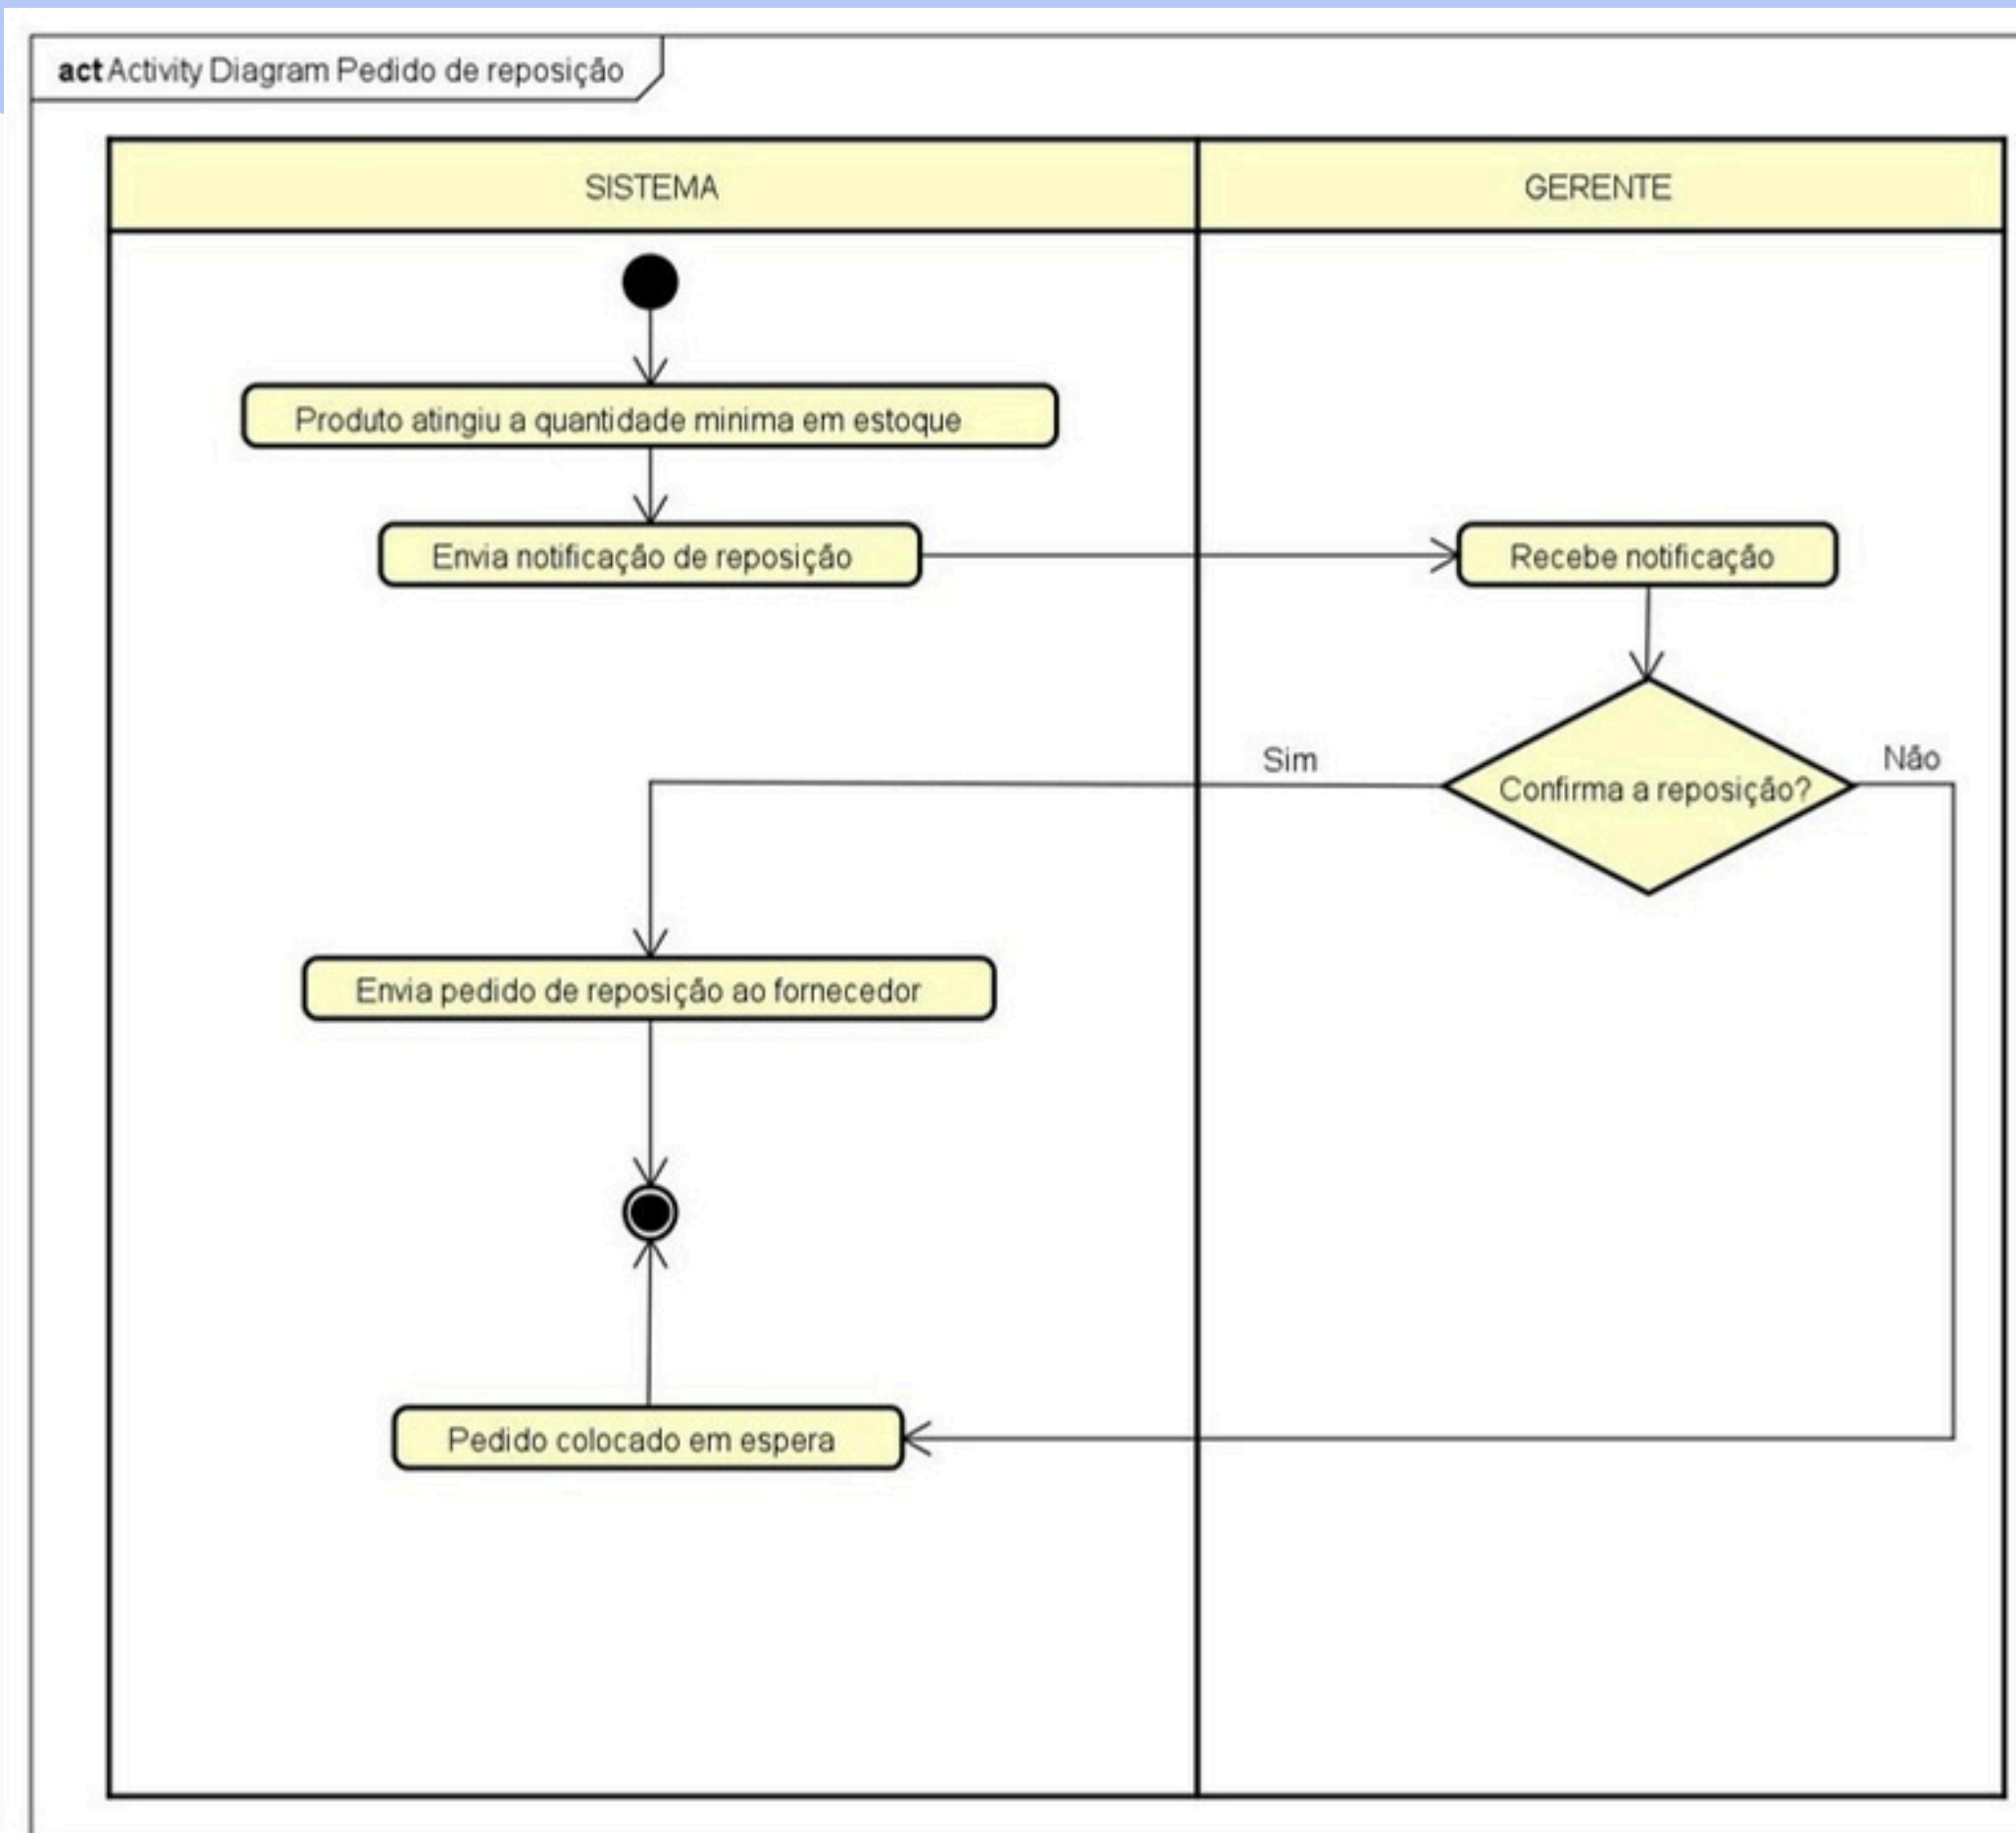 act Activity Diagram Pedido de reposição
SISTEMA
GERENTE
Produto atingiu a quantidade minima em estoque
Envia notificação de reposição
Recebe notificação
Sim
Não
Confirma a reposição?
Envia pedido de reposição ao fornecedor
Pedido colocado em espera